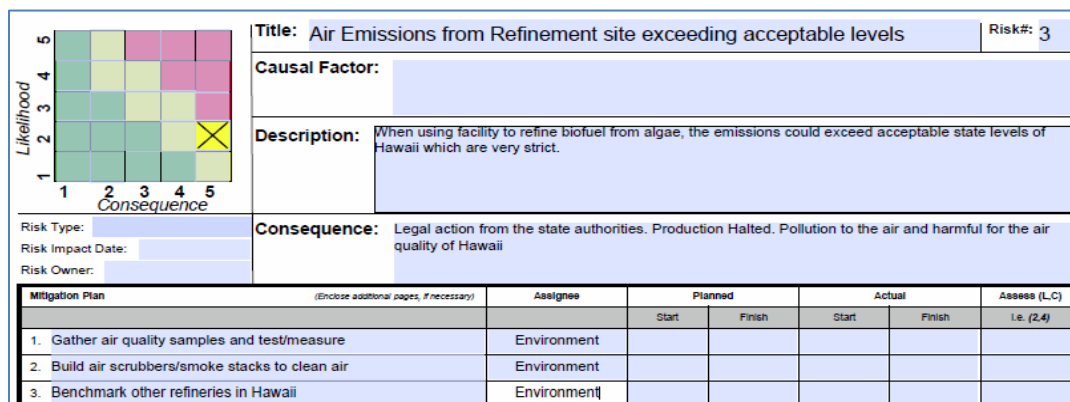 Title: Air Emissions from Refinement site exceeding acceptable levels
Risk#: 3
Causal Factor:
Likelihood
5
4
3
2
1
1 2 3 4 5
Consequence
Description: When using facility to refine biofuel from algae, the emissions could exceed acceptable state levels of
Hawaii which are very strict.
Risk Type:
Risk Impact Date:
Risk Owner:
Consequence: Legal action from the state authorities. Production Halted. Pollution to the air and harmful for the air
quality of Hawaii
Mitigation Plan (Enclose additional pages, if necessary) Assignee Planned Actual Assess (L,C)
Start Finish Start Finish I.e. (2,4)
1. Gather air quality samples and test/measure Environment
2. Build air scrubbers/smoke stacks to clean air Environment
3. Benchmark other refineries in Hawaii Environment